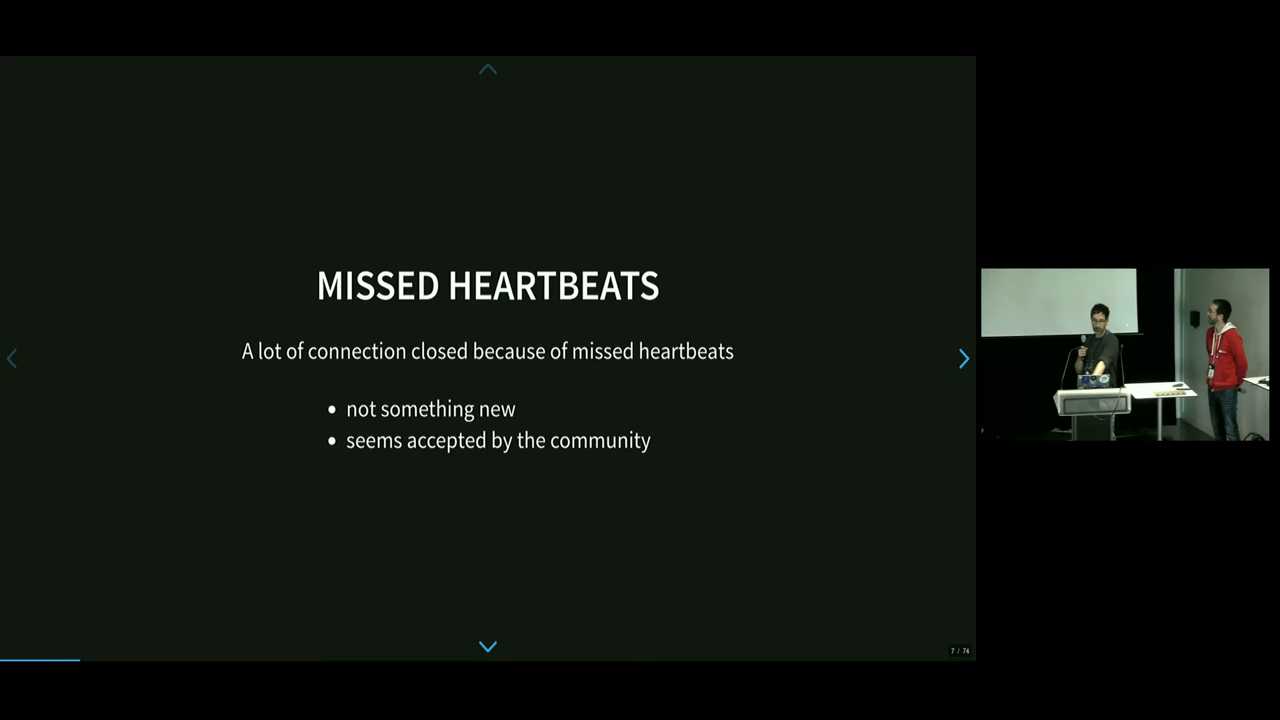 MISSED HEARTBEATS
A lot of connection closed because of missed heartbeats
not something new
seems accepted by the community
7 / 74